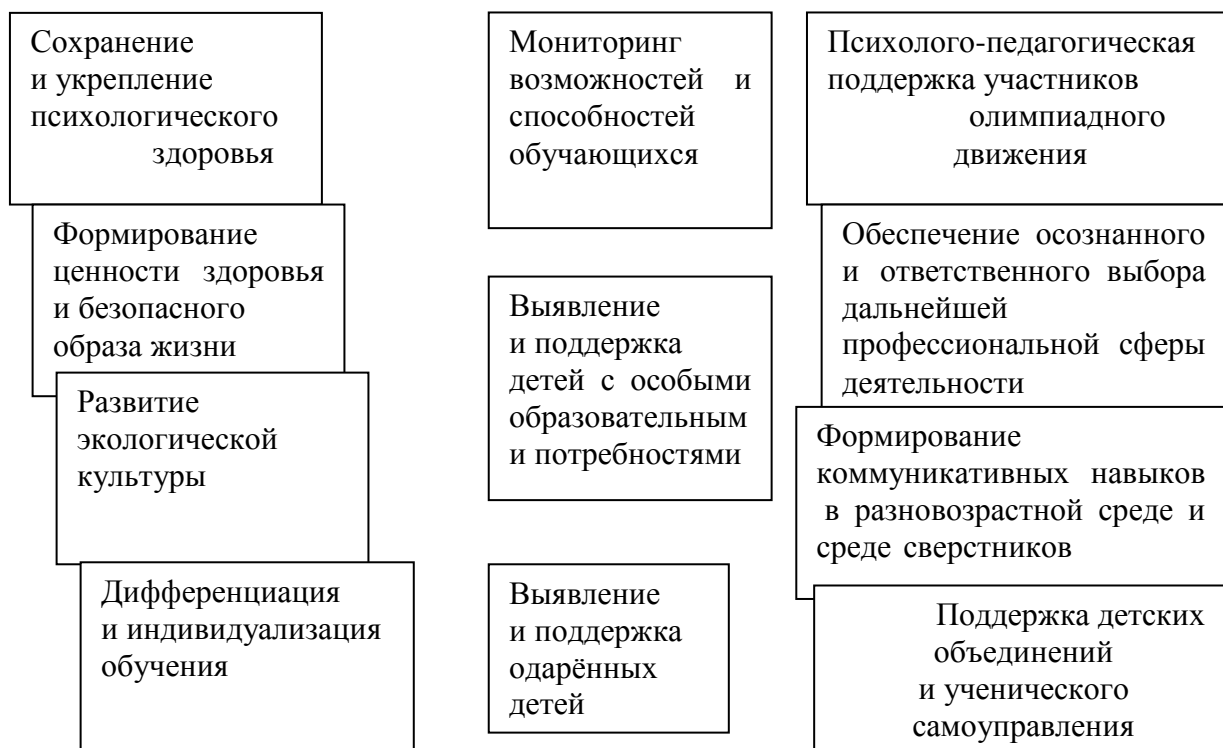 Сохранение
и укрепление
психологического
здоровья
Формирование
ценности здоровья
и безопасного
образа жизни
Развитие
экологической
культуры
Дифференциация
и индивидуализация
обучения
Мониторинг
возможностей и
способностей
обучающихся
Выявление
и поддержка
детей с особыми
образовательным
и потребностями
Выявление
и поддержка
одарённых
детей
Психолого-педагогическая
поддержка участников
олимпиадного
движения
Обеспечение осознанного
и ответственного выбора
дальнейшей
профессиональной сферы
деятельности
Формирование
коммуникативных навыков
в разновозрастной среде и
среде сверстников
Поддержка детских
объединений
и ученического
самоуправления